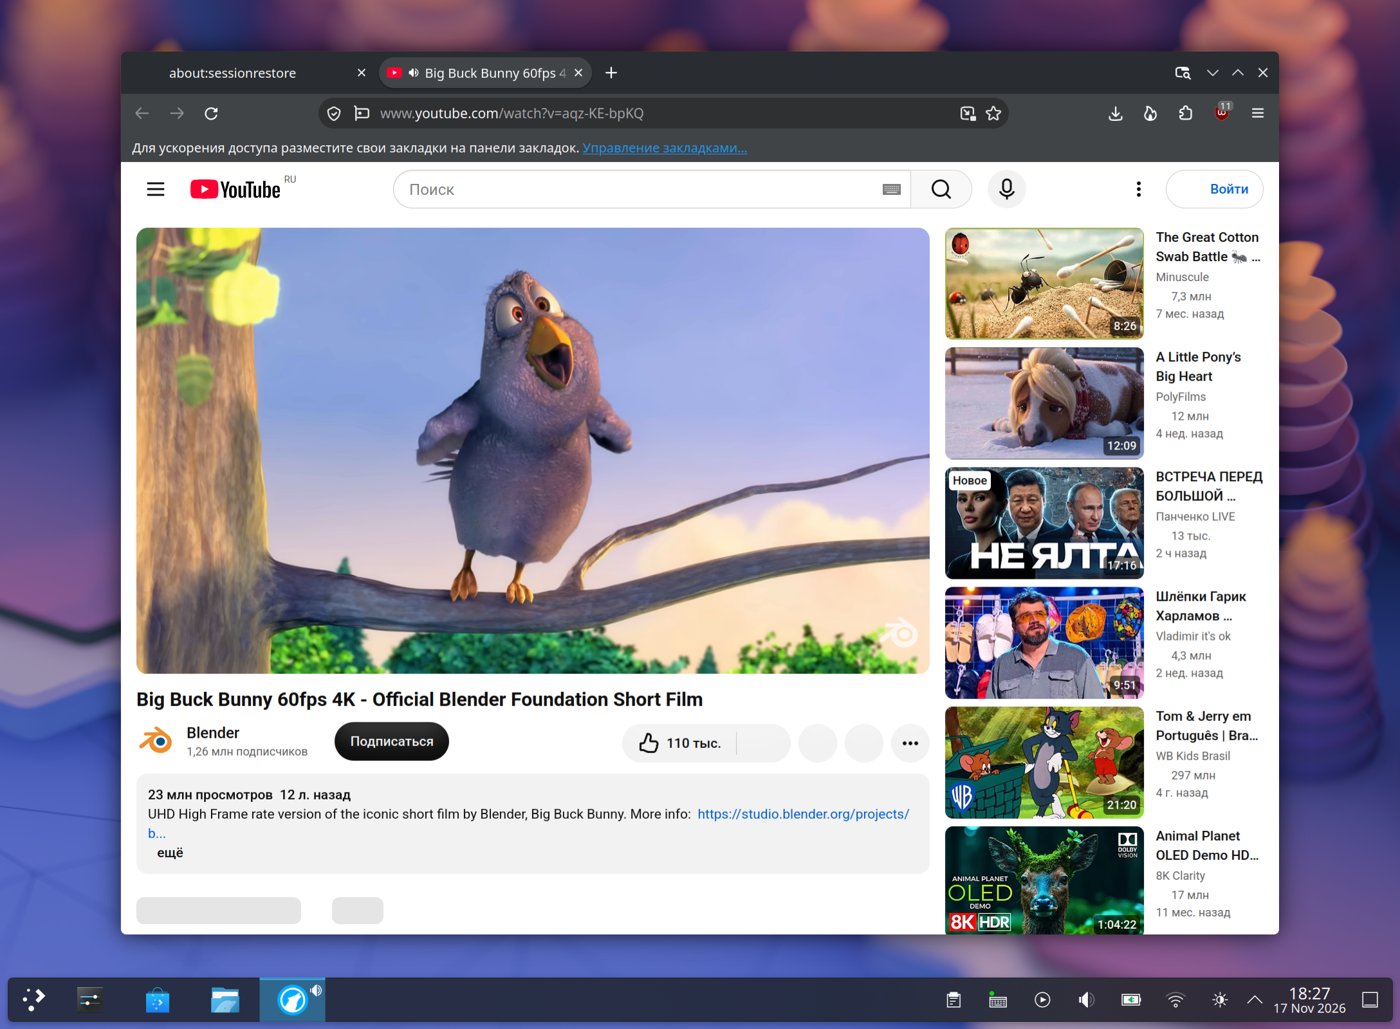 about:sessionrestore
Big Buck Bunny 60fps 4
11
www.youtube.com/watch?v=aqz-KE-bpKQ
Для ускорения доступа разместите свои закладки на панели закладок. Управление закладками...
YouTube RU
Поиск
Войти
Big Buck Bunny 60fps 4K - Official Blender Foundation Short Film
Blender
1,26 млн подписчиков
Подписаться
110 тыс.
23 млн просмотров 12 л. назад
UHD High Frame rate version of the iconic short film by Blender, Big Buck Bunny. More info: https://studio.blender.org/projects/
b...
ещё
8:26
The Great Cotton
Swab Battle 🐜 ...
Minuscule
7,3 млн
7 мес. назад
12:09
A Little Pony's
Big Heart
PolyFilms
12 млн
4 нед. назад
Новое
НЕ ЯЛТА
17:16
ВСТРЕЧА ПЕРЕД
БОЛЬШОЙ ...
Панченко LIVE
13 тыс.
2 ч назад
9:51
Шлёпки Гарик
Харламов ...
Vladimir it's ok
4,3 млн
2 нед. назад
WB
21:20
Tom & Jerry em
Português | Bra...
WB Kids Brasil
297 млн
4 г. назад
DOLBY
VISION
ANIMAL PLANET
OLED
DEMO
8K HDR
1:04:22
Animal Planet
OLED Demo HD...
8K Clarity
17 млн
11 мес. назад
18:27
17 Nov 2026